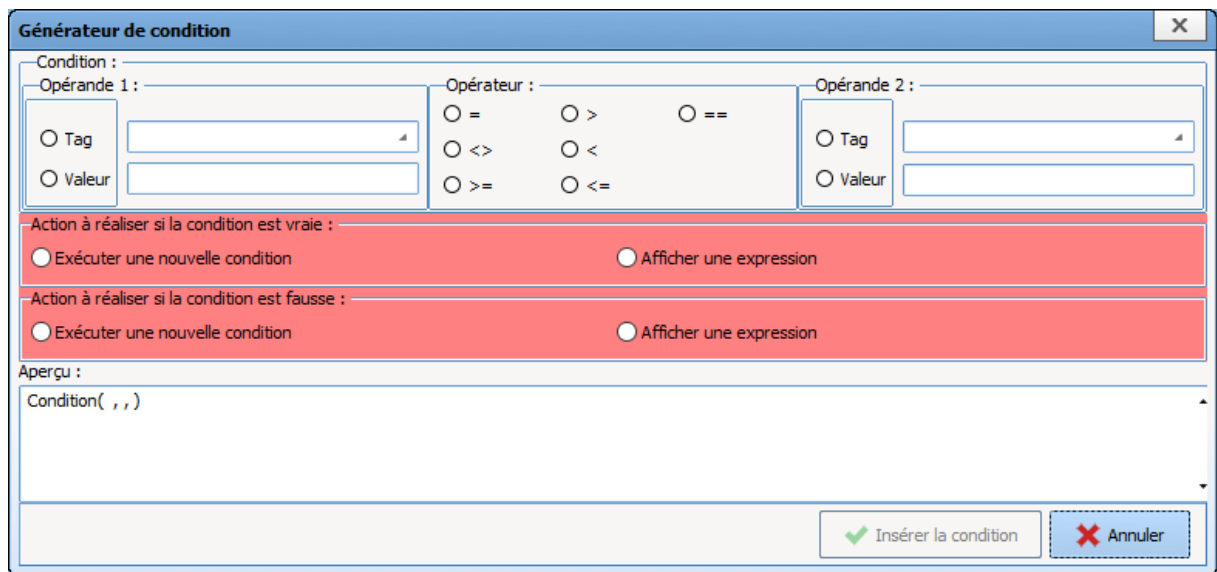 Générateur de condition
Condition :
Opérande 1 : Opérateur : Opérande 2 :
= > ==
Tag Tag
<> <
Valeur Valeur
>= <=
Action à réaliser si la condition est vraie :
Exécuter une nouvelle condition Afficher une expression
Action à réaliser si la condition est fausse :
Exécuter une nouvelle condition Afficher une expression
Aperçu :
Condition( , , )
Insérer la condition Annuler